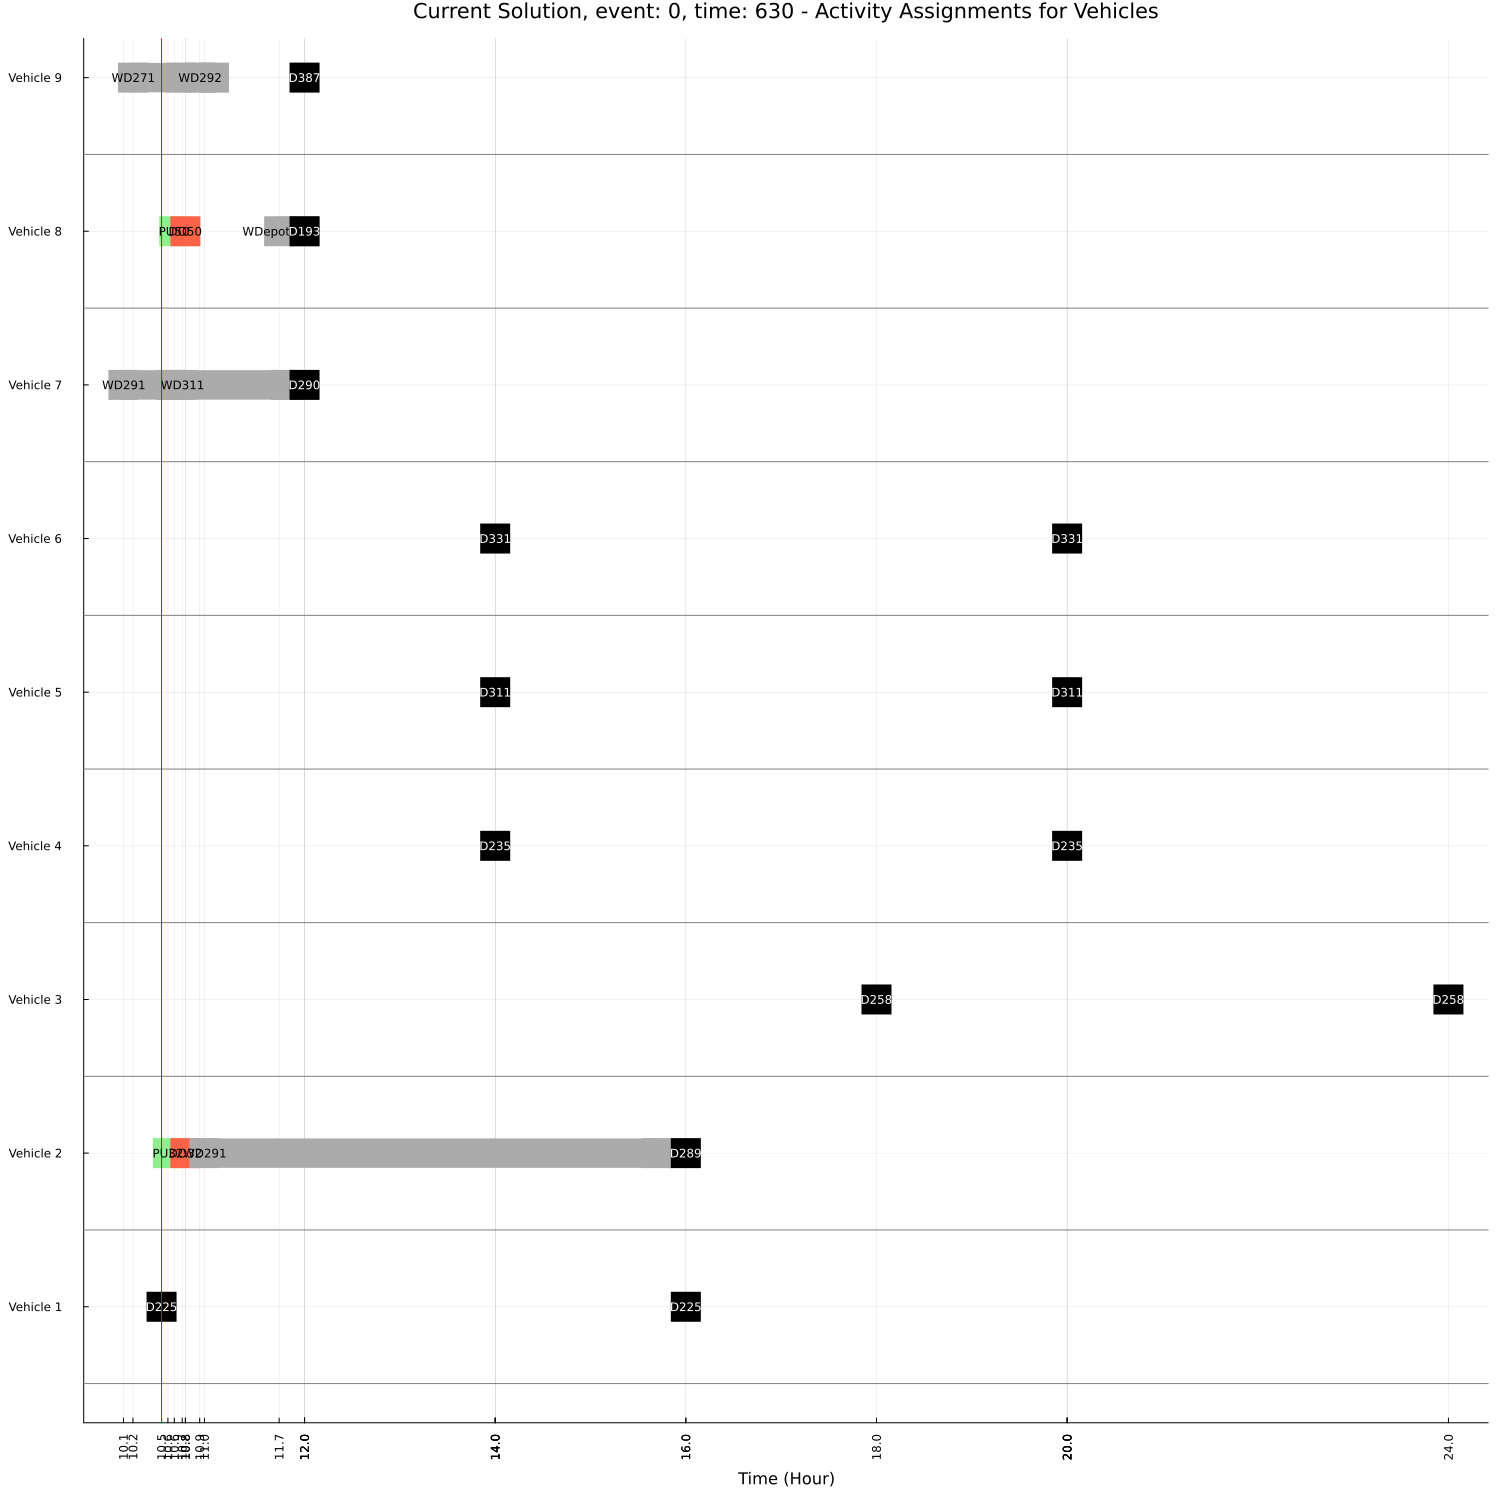 Current Solution, event: 0, time: 630 - Activity Assignments for Vehicles
Vehicle 9 WD271 WD292 D387
Vehicle 8 WDepot D193
Vehicle 7 WD291 WD311 D290
Vehicle 6 D331 D331
Vehicle 5 D311 D311
Vehicle 4 D235 D235
Vehicle 3 D258 D258
Vehicle 2 D289
Vehicle 1 D225 D225
10.1 10.2 10.5 11.7 12.0 14.0 16.0 18.0 20.0 24.0
Time (Hour)